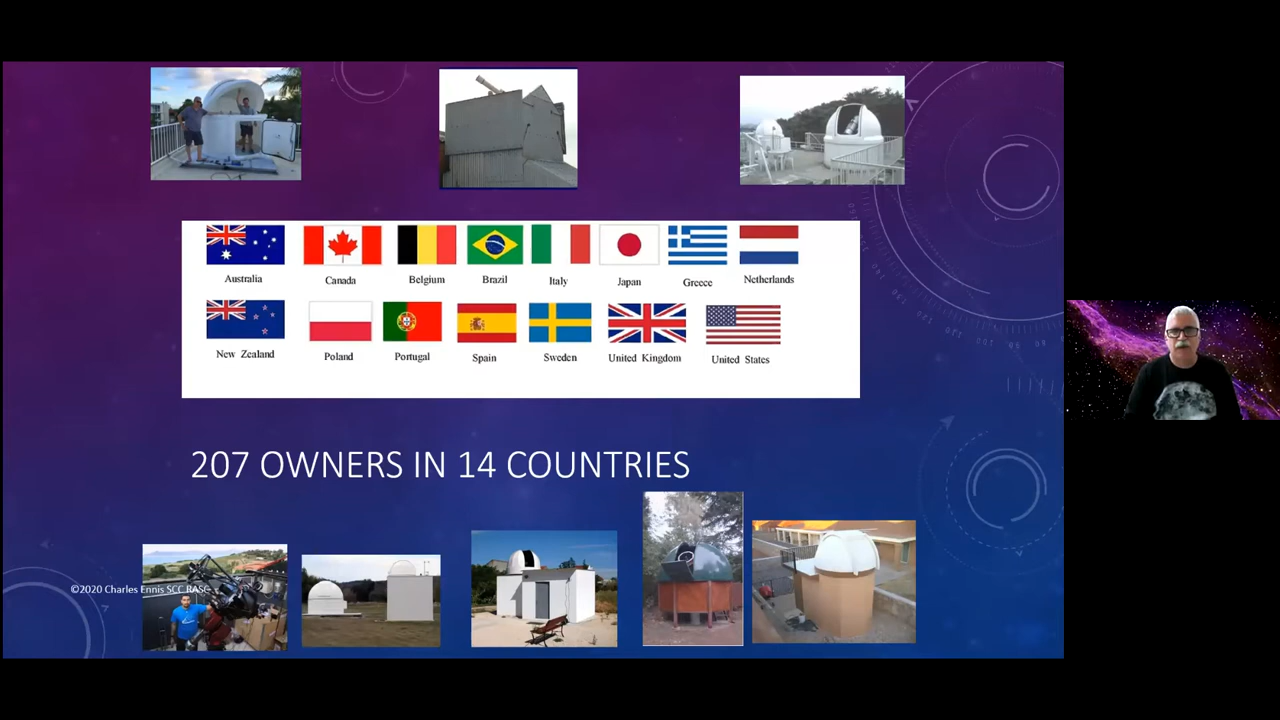 Australia
Canada
Belgium
Brazil
Italy
Japan
Greece
Netherlands
New Zealand
Poland
Portugal
Spain
Sweden
United Kingdom
United States
207 OWNERS IN 14 COUNTRIES
©2020 Charles Ennis SCC RASC